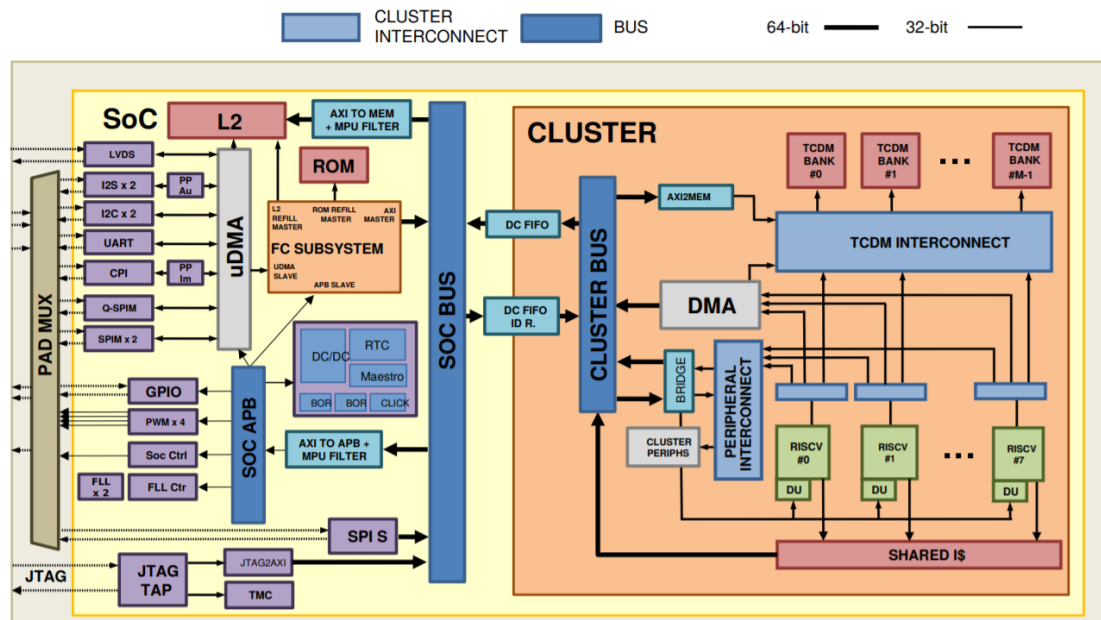 CLUSTER
INTERCONNECT
BUS
64-bit
32-bit
SoC
L2
AXI TO MEM
+ MPU FILTER
ROM
LVDS
I2S x 2
PP
Au
I2C x 2
UART
CPI
PP
Im
Q-SPIM
SPIM x 2
uDMA
L2
REFILL
MASTER
ROM REFILL
MASTER
AXI
MASTER
FC SUBSYSTEM
UDMA
SLAVE
APB SLAVE
PAD MUX
DC/DC
RTC
Maestro
BOR
BOR
CLICK
GPIO
PWM x 4
Soc Ctrl
FLL
x 2
FLL Ctr
SOC APB
AXI TO APB +
MPU FILTER
SPI S
JTAG
JTAG
TAP
JTAG2AXI
TMC
SOC BUS
DC FIFO
DC FIFO
ID R.
CLUSTER
CLUSTER BUS
AXI2MEM
TCDM
BANK
#0
TCDM
BANK
#1
...
TCDM
BANK
#M-1
TCDM INTERCONNECT
DMA
BRIDGE
PERIPHERAL
INTERCONNECT
CLUSTER
PERIPHS
RISCV
#0
DU
RISCV
#1
DU
...
RISCV
#7
DU
SHARED I$